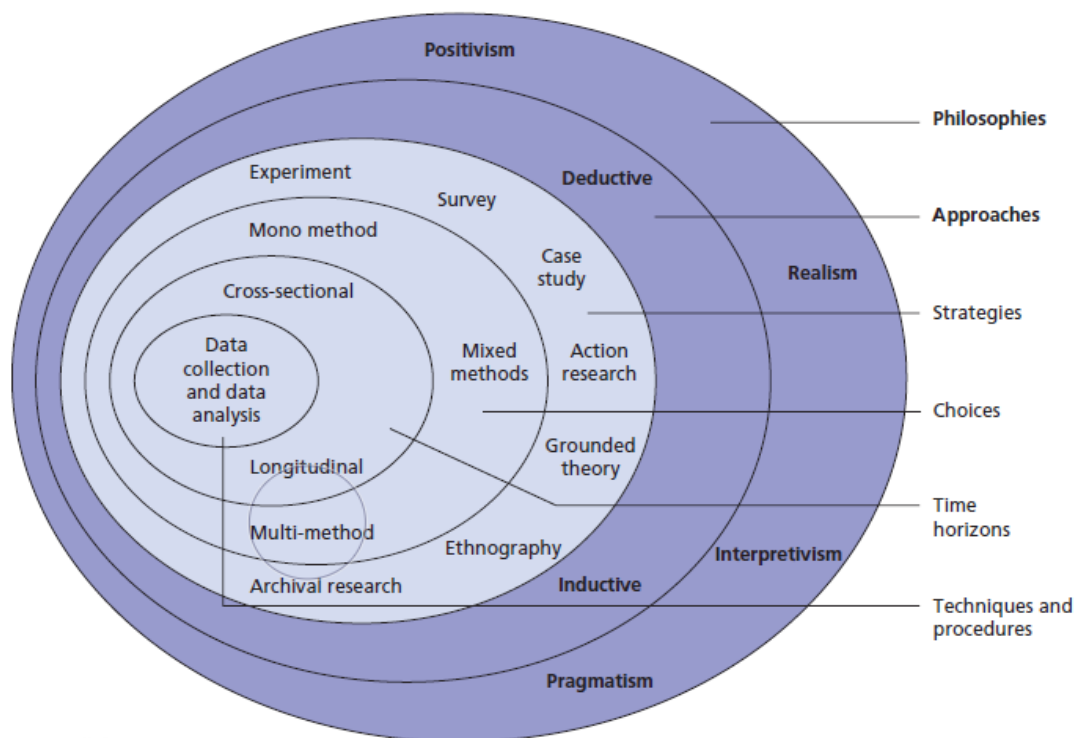 Positivism
Philosophies
Experiment
Deductive
Survey
Approaches
Mono method
Case
study
Realism
Cross-sectional
Strategies
Data
collection
and data
analysis
Mixed
methods
Action
research
Choices
Grounded
theory
Longitudinal
Time
horizons
Multi-method
Ethnography
Interpretivism
Archival research
Inductive
Techniques and
procedures
Pragmatism